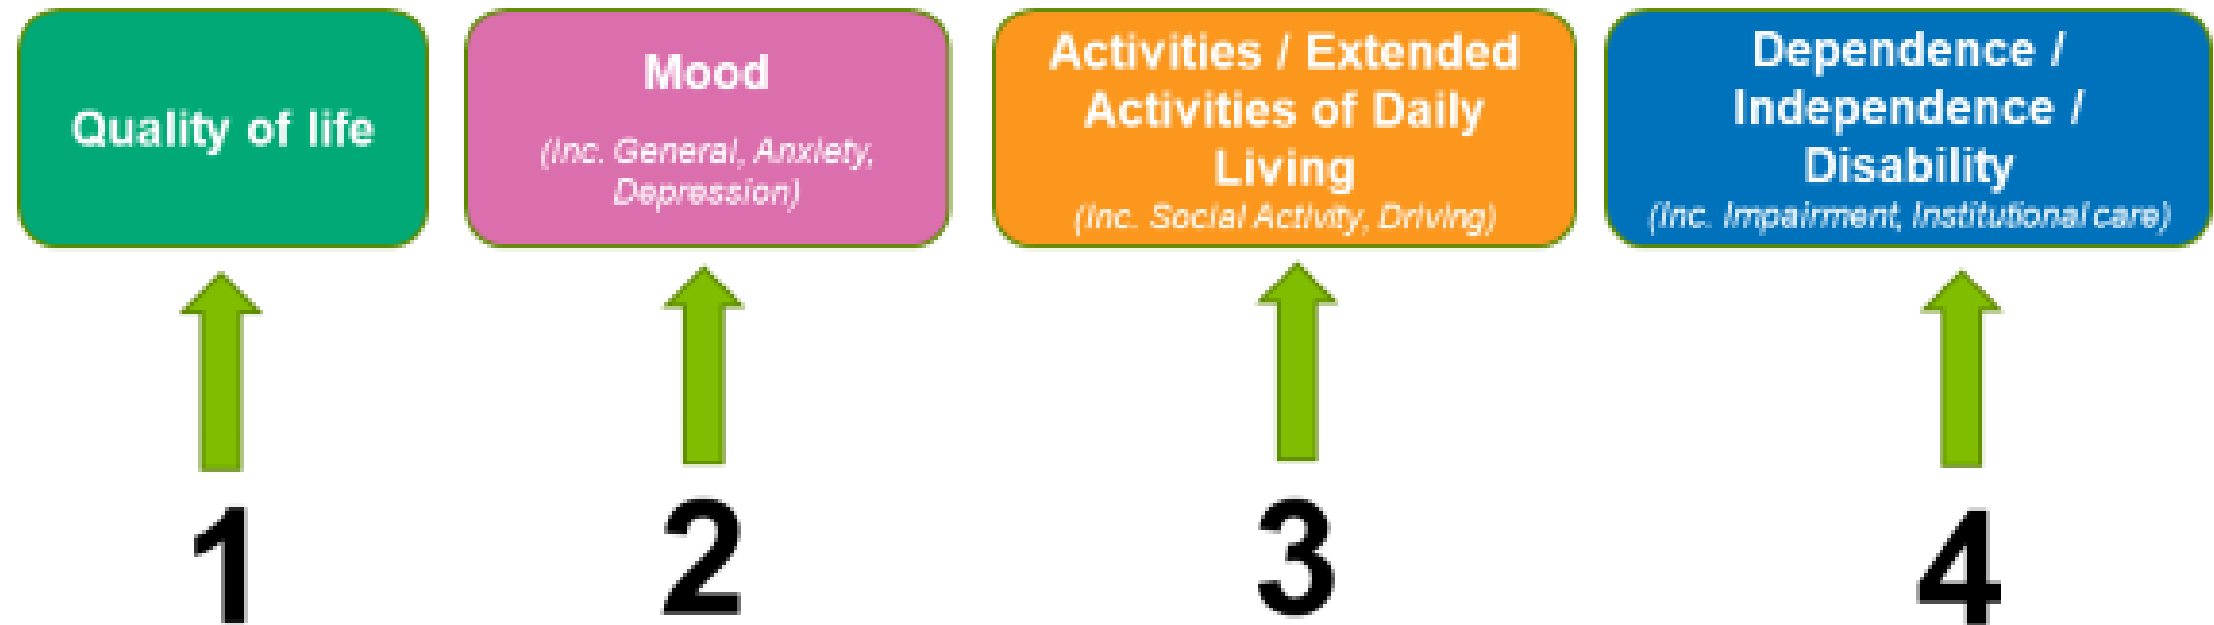 Quality of life
Mood
(Inc. General, Anxiety,
Depression)
Activities / Extended
Activities of Daily
Living
(Inc. Social Activity, Driving)
Dependence /
Independence /
Disability
(Inc. Impairment, Institutional care)
1
2
3
4